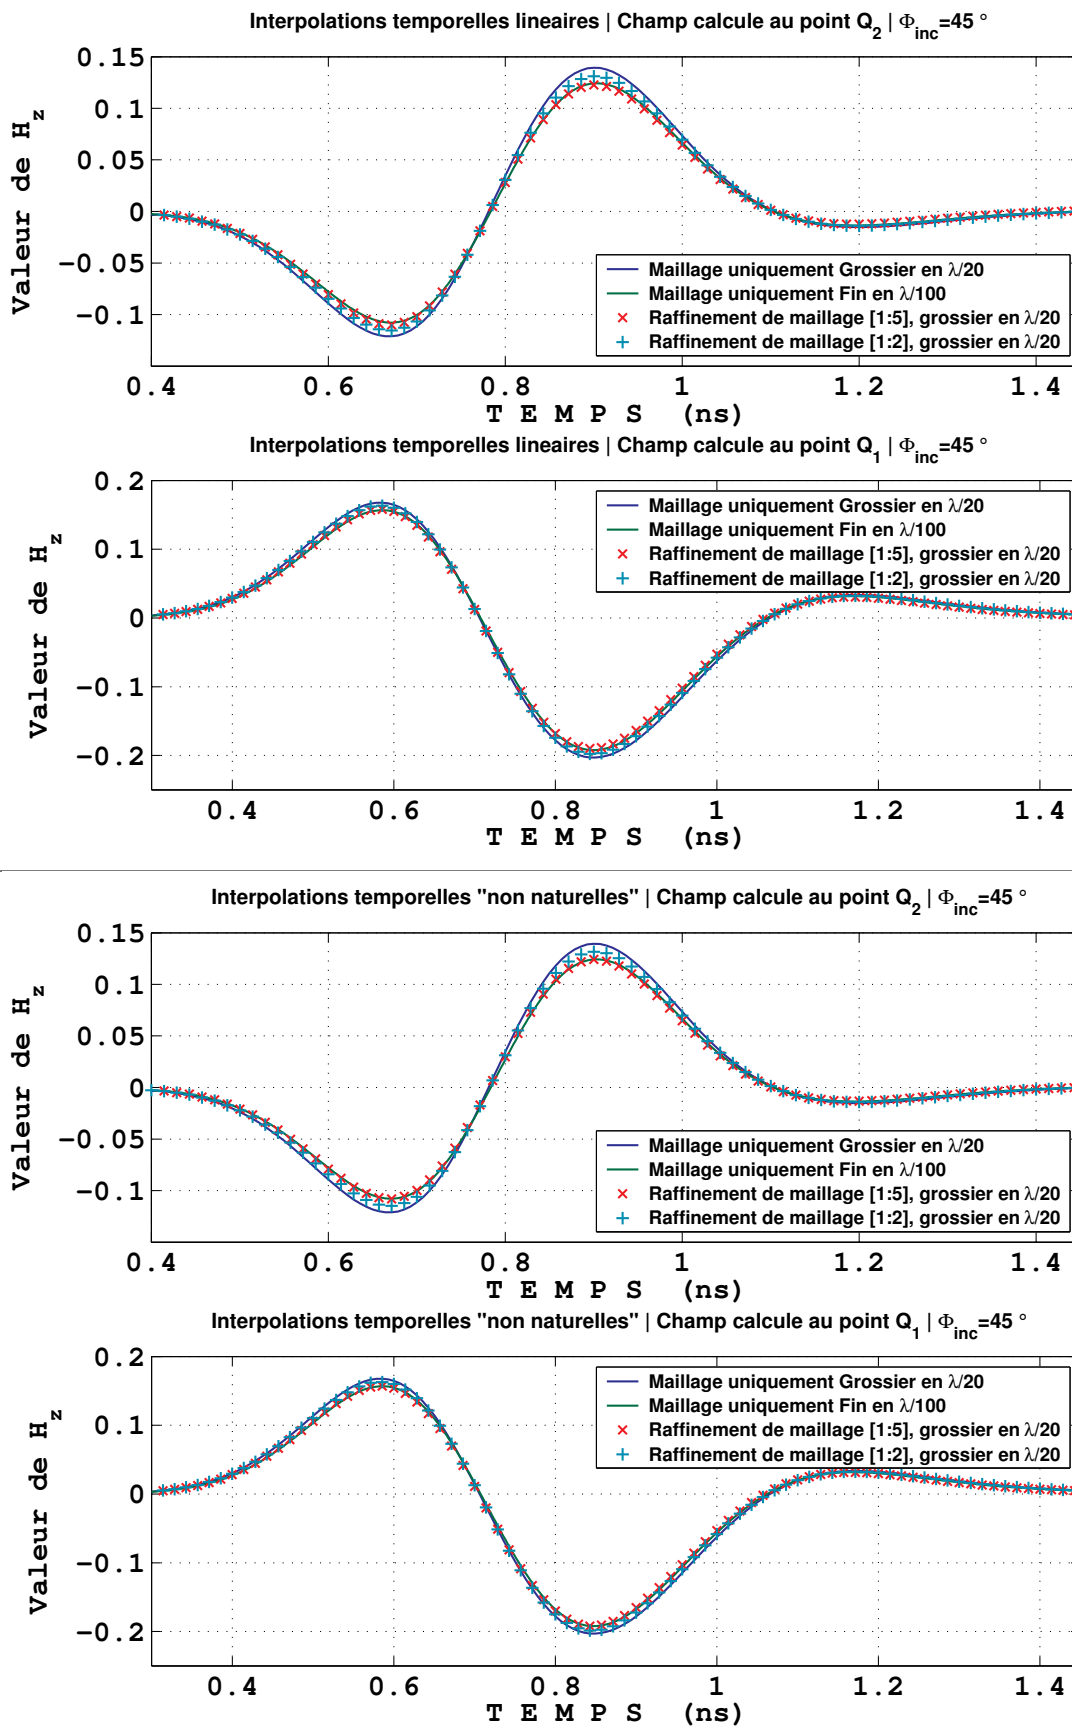 Interpolations temporelles lineaires | Champ calcule au point Q2 | Φinc=45 °
0.15
0.1
0.05
0
−0.05
−0.1
Valeur de Hz
Maillage uniquement Grossier en λ/20
Maillage uniquement Fin en λ/100
Raffinement de maillage [1:5], grossier en λ/20
Raffinement de maillage [1:2], grossier en λ/20
0.4 0.6 0.8 1 1.2 1.4
T E M P S (ns)
Interpolations temporelles lineaires | Champ calcule au point Q1 | Φinc=45 °
0.2
0.1
0
−0.1
−0.2
Valeur de Hz
Maillage uniquement Grossier en λ/20
Maillage uniquement Fin en λ/100
Raffinement de maillage [1:5], grossier en λ/20
Raffinement de maillage [1:2], grossier en λ/20
0.4 0.6 0.8 1 1.2 1.4
T E M P S (ns)
Interpolations temporelles "non naturelles" | Champ calcule au point Q2 | Φinc=45 °
0.15
0.1
0.05
0
−0.05
−0.1
Valeur de Hz
Maillage uniquement Grossier en λ/20
Maillage uniquement Fin en λ/100
Raffinement de maillage [1:5], grossier en λ/20
Raffinement de maillage [1:2], grossier en λ/20
0.4 0.6 0.8 1 1.2 1.4
T E M P S (ns)
Interpolations temporelles "non naturelles" | Champ calcule au point Q1 | Φinc=45 °
0.2
0.1
0
−0.1
−0.2
Valeur de Hz
Maillage uniquement Grossier en λ/20
Maillage uniquement Fin en λ/100
Raffinement de maillage [1:5], grossier en λ/20
Raffinement de maillage [1:2], grossier en λ/20
0.4 0.6 0.8 1 1.2 1.4
T E M P S (ns)